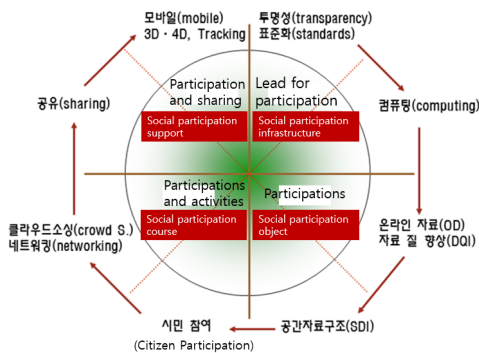 모바일(mobile)
3D · 4D, Tracking
투명성(transparency)
표준화(standards)
공유(sharing)
컴퓨팅(computing)
Participation
and sharing
Lead for
participation
Social participation
support
Social participation
infrastructure
Participations
and activities
Participations
Social participation
course
Social participation
object
클라우드소싱(crowd S.)
네트워킹(networking)
온라인 자료(OD)
자료 질 향상(DQI)
시민 참여
(Citizen Participation)
공간자료구조(SDI)